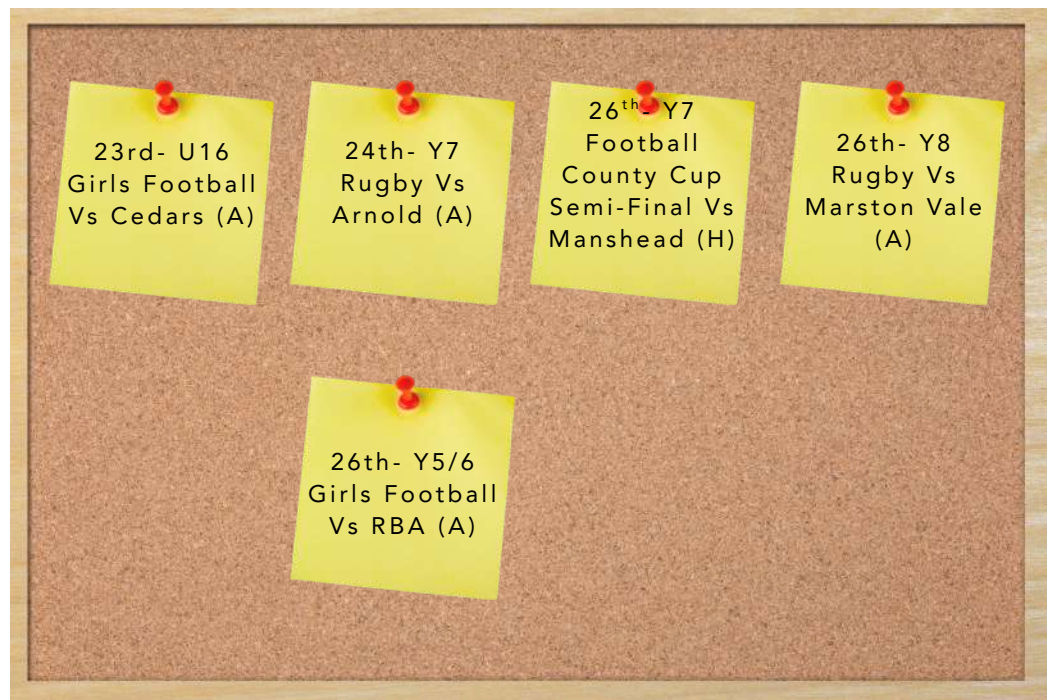 23rd- U16
Girls Football
Vs Cedars (A)
24th- Y7
Rugby Vs
Arnold (A)
26th- Y7
Football
County Cup
Semi-Final Vs
Manshead (H)
26th- Y8
Rugby Vs
Marston Vale
(A)
26th- Y5/6
Girls Football
Vs RBA (A)